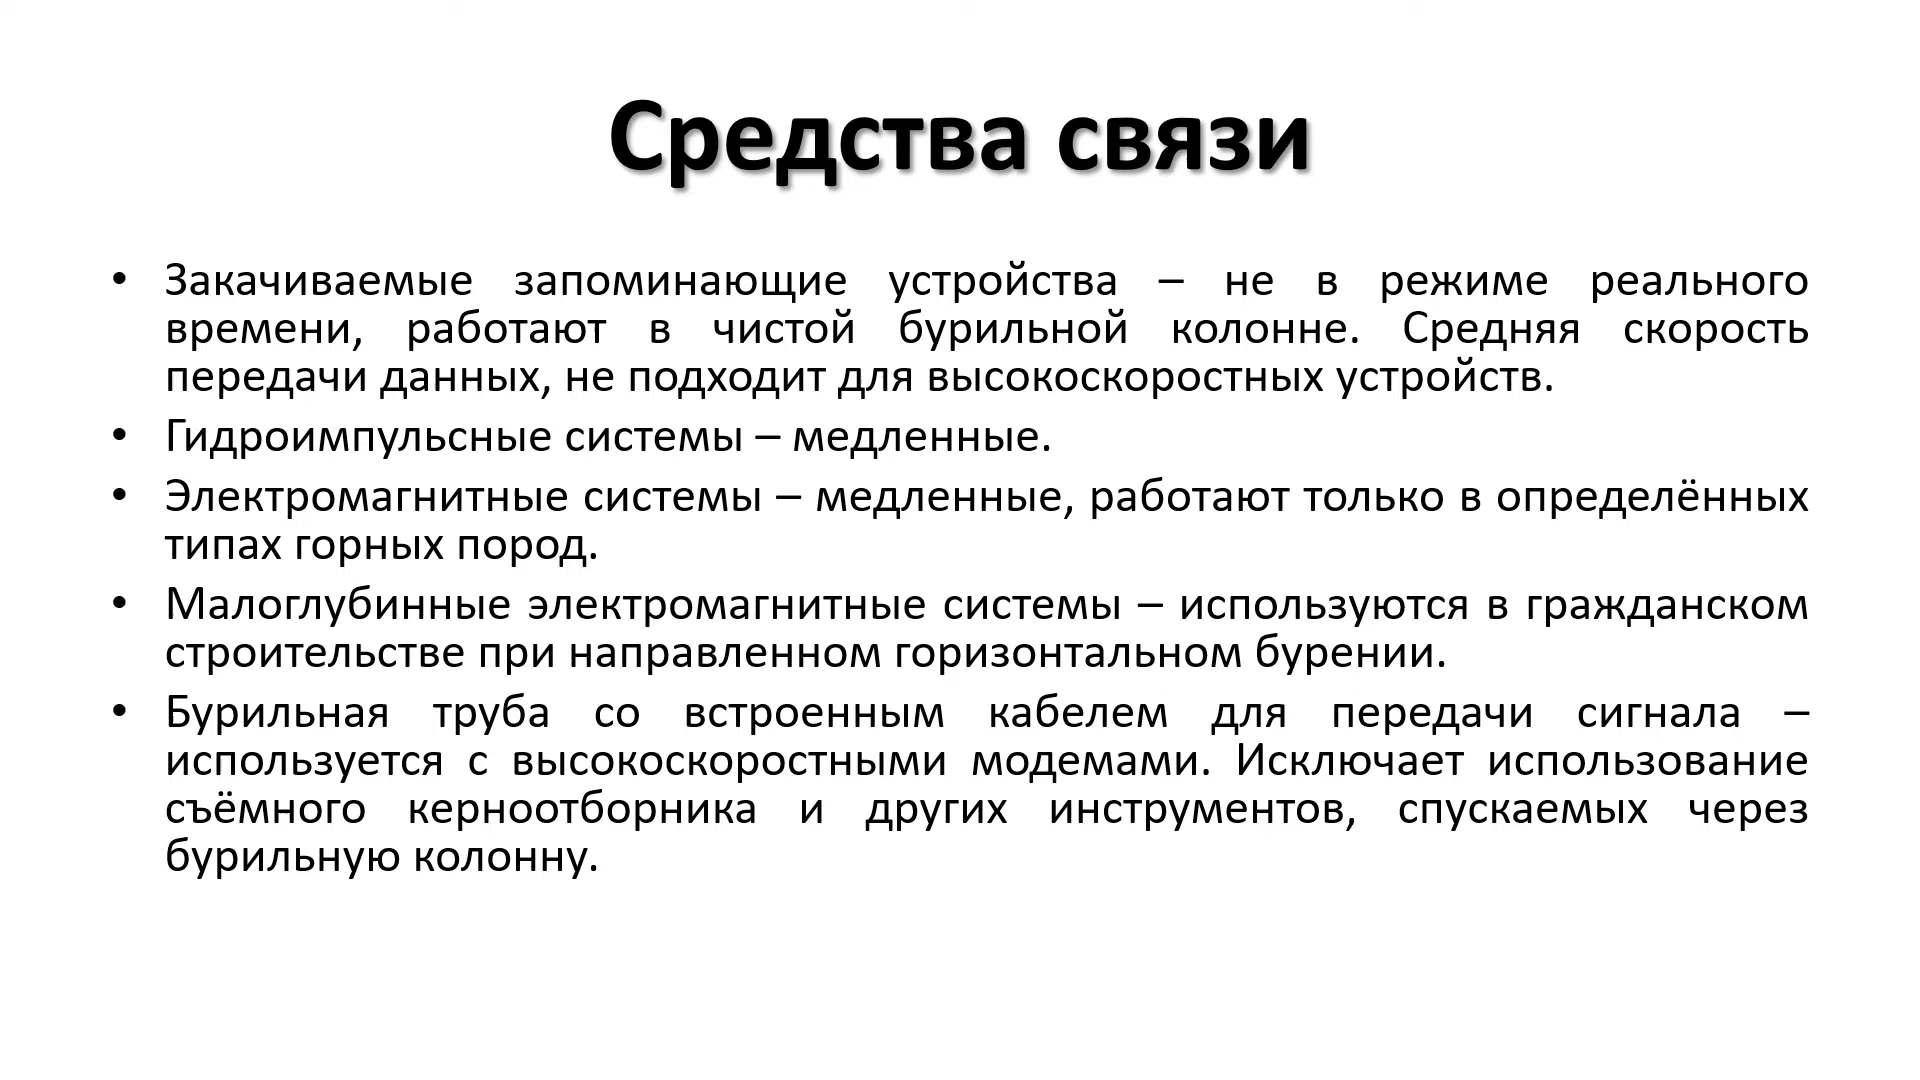 Средства связи
• Закачиваемые запоминающие устройства – не в режиме реального
времени, работают в чистой бурильной колонне. Средняя скорость
передачи данных, не подходит для высокоскоростных устройств.
• Гидроимпульсные системы – медленные.
• Электромагнитные системы – медленные, работают только в определённых
типах горных пород.
• Малоглубинные электромагнитные системы – используются в гражданском
строительстве при направленном горизонтальном бурении.
• Бурильная труба со встроенным кабелем для передачи сигнала –
используется с высокоскоростными модемами. Исключает использование
съёмного керноотборника и других инструментов, спускаемых через
бурильную колонну.